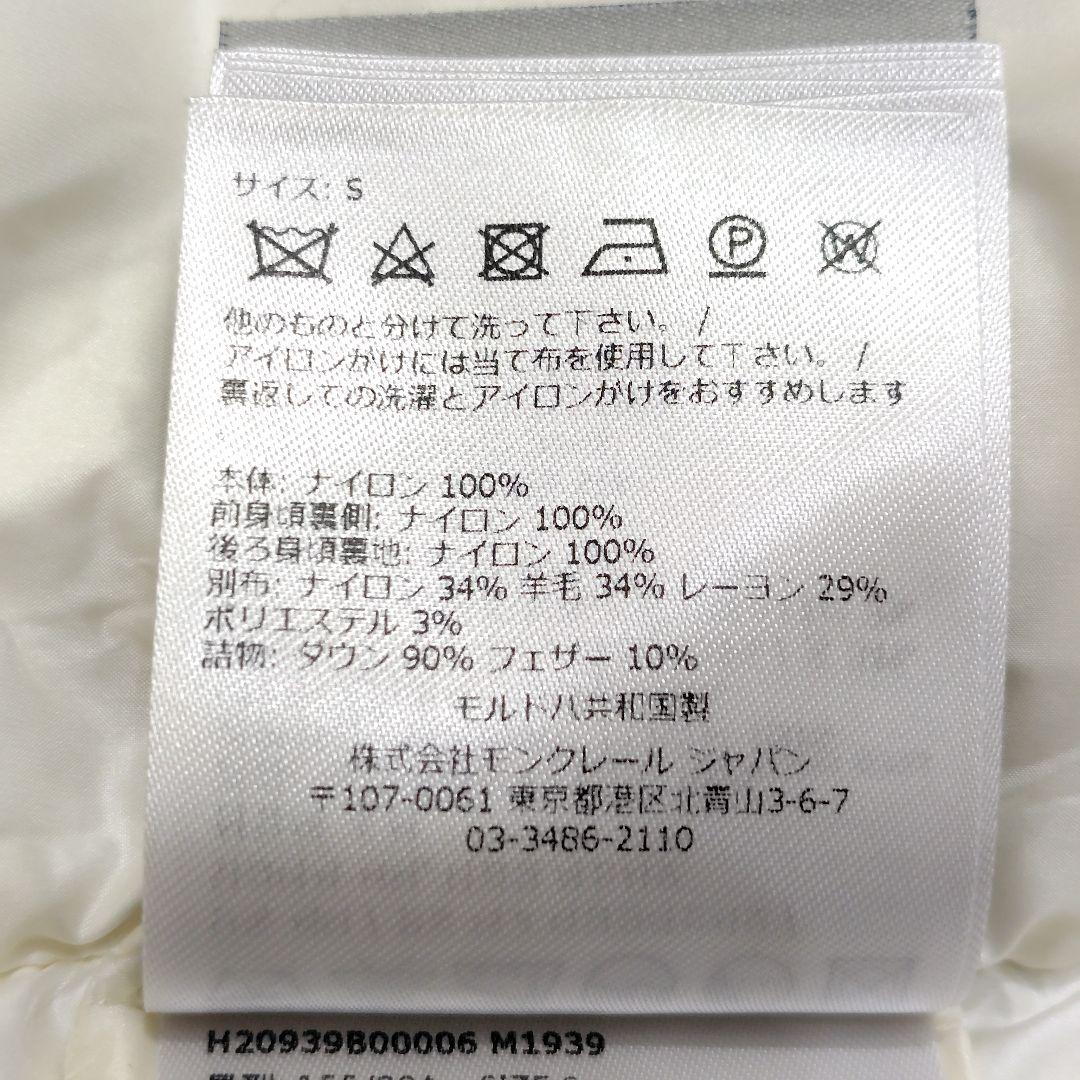 サイズ: S
P W
他のものと分けて洗って下さい。 /
アイロンがけには当て布を使用して下さい。 /
裏返しての洗濯とアイロンがけをおすすめします
本体: ナイロン 100%
前身頃裏側: ナイロン 100%
後ろ身頃裏地: ナイロン 100%
別布: ナイロン 34% 羊毛 34% レーヨン 29%
ポリエステル 3%
詰物: ダウン 90% フェザー 10%
モルドバ共和国製
株式会社モンクレール ジャパン
〒107-0061 東京都港区北青山3-6-7
03-3486-2110
H20939B00006 M1939